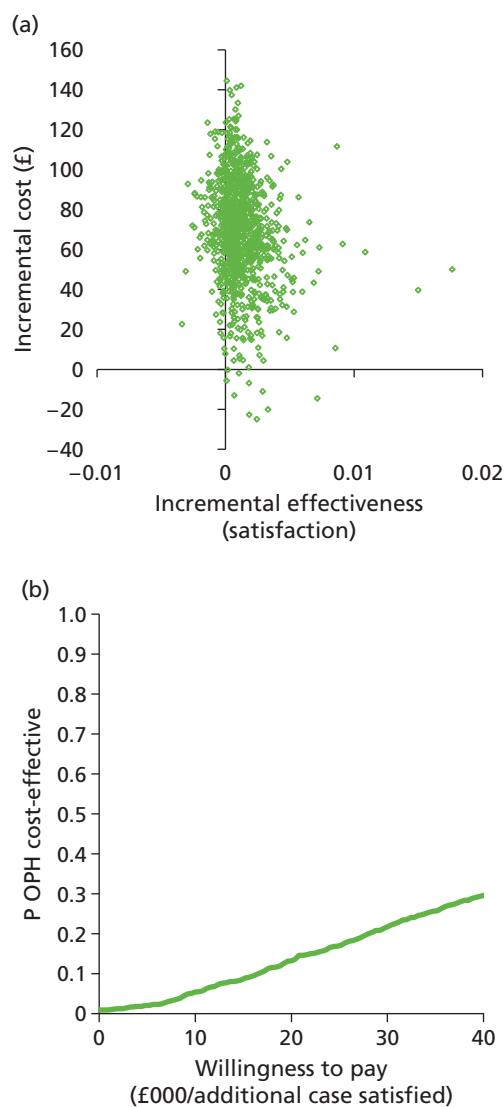 (a)
160
140
120
100
80
60
40
20
0
−20
−40
Incremental cost (£)
−0.01 0 0.01 0.02
Incremental effectiveness
(satisfaction)
(b)
1.0
0.9
0.8
0.7
0.6
0.5
0.4
0.3
0.2
0.1
0
P OPH cost-effective
0 10 20 30 40
Willingness to pay
(£000/additional case satisfied)